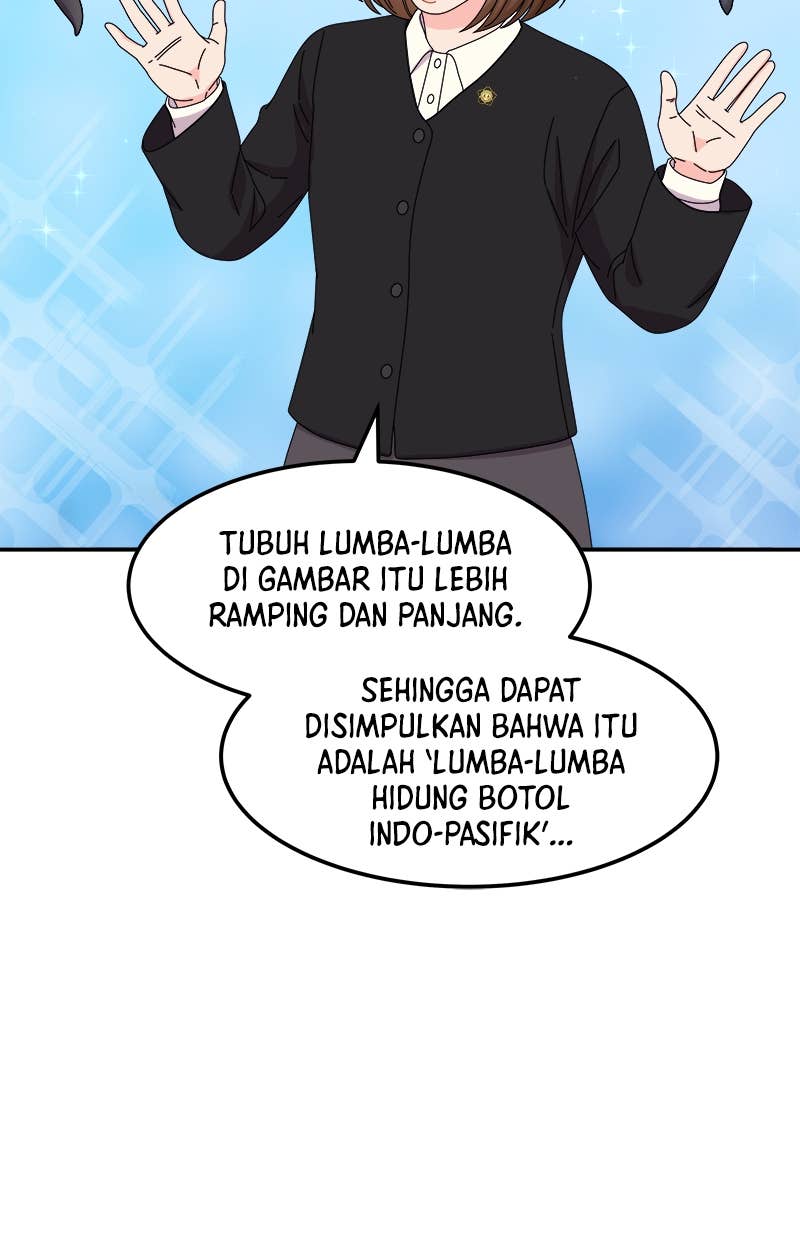 TUBUH LUMBA-LUMBA
DI GAMBAR ITU LEBIH
RAMPING DAN PANJANG.
SEHINGGA DAPAT
DISIMPULKAN BAHWA ITU
ADALAH ‘LUMBA-LUMBA
HIDUNG BOTOL
INDO-PASIFIK’...